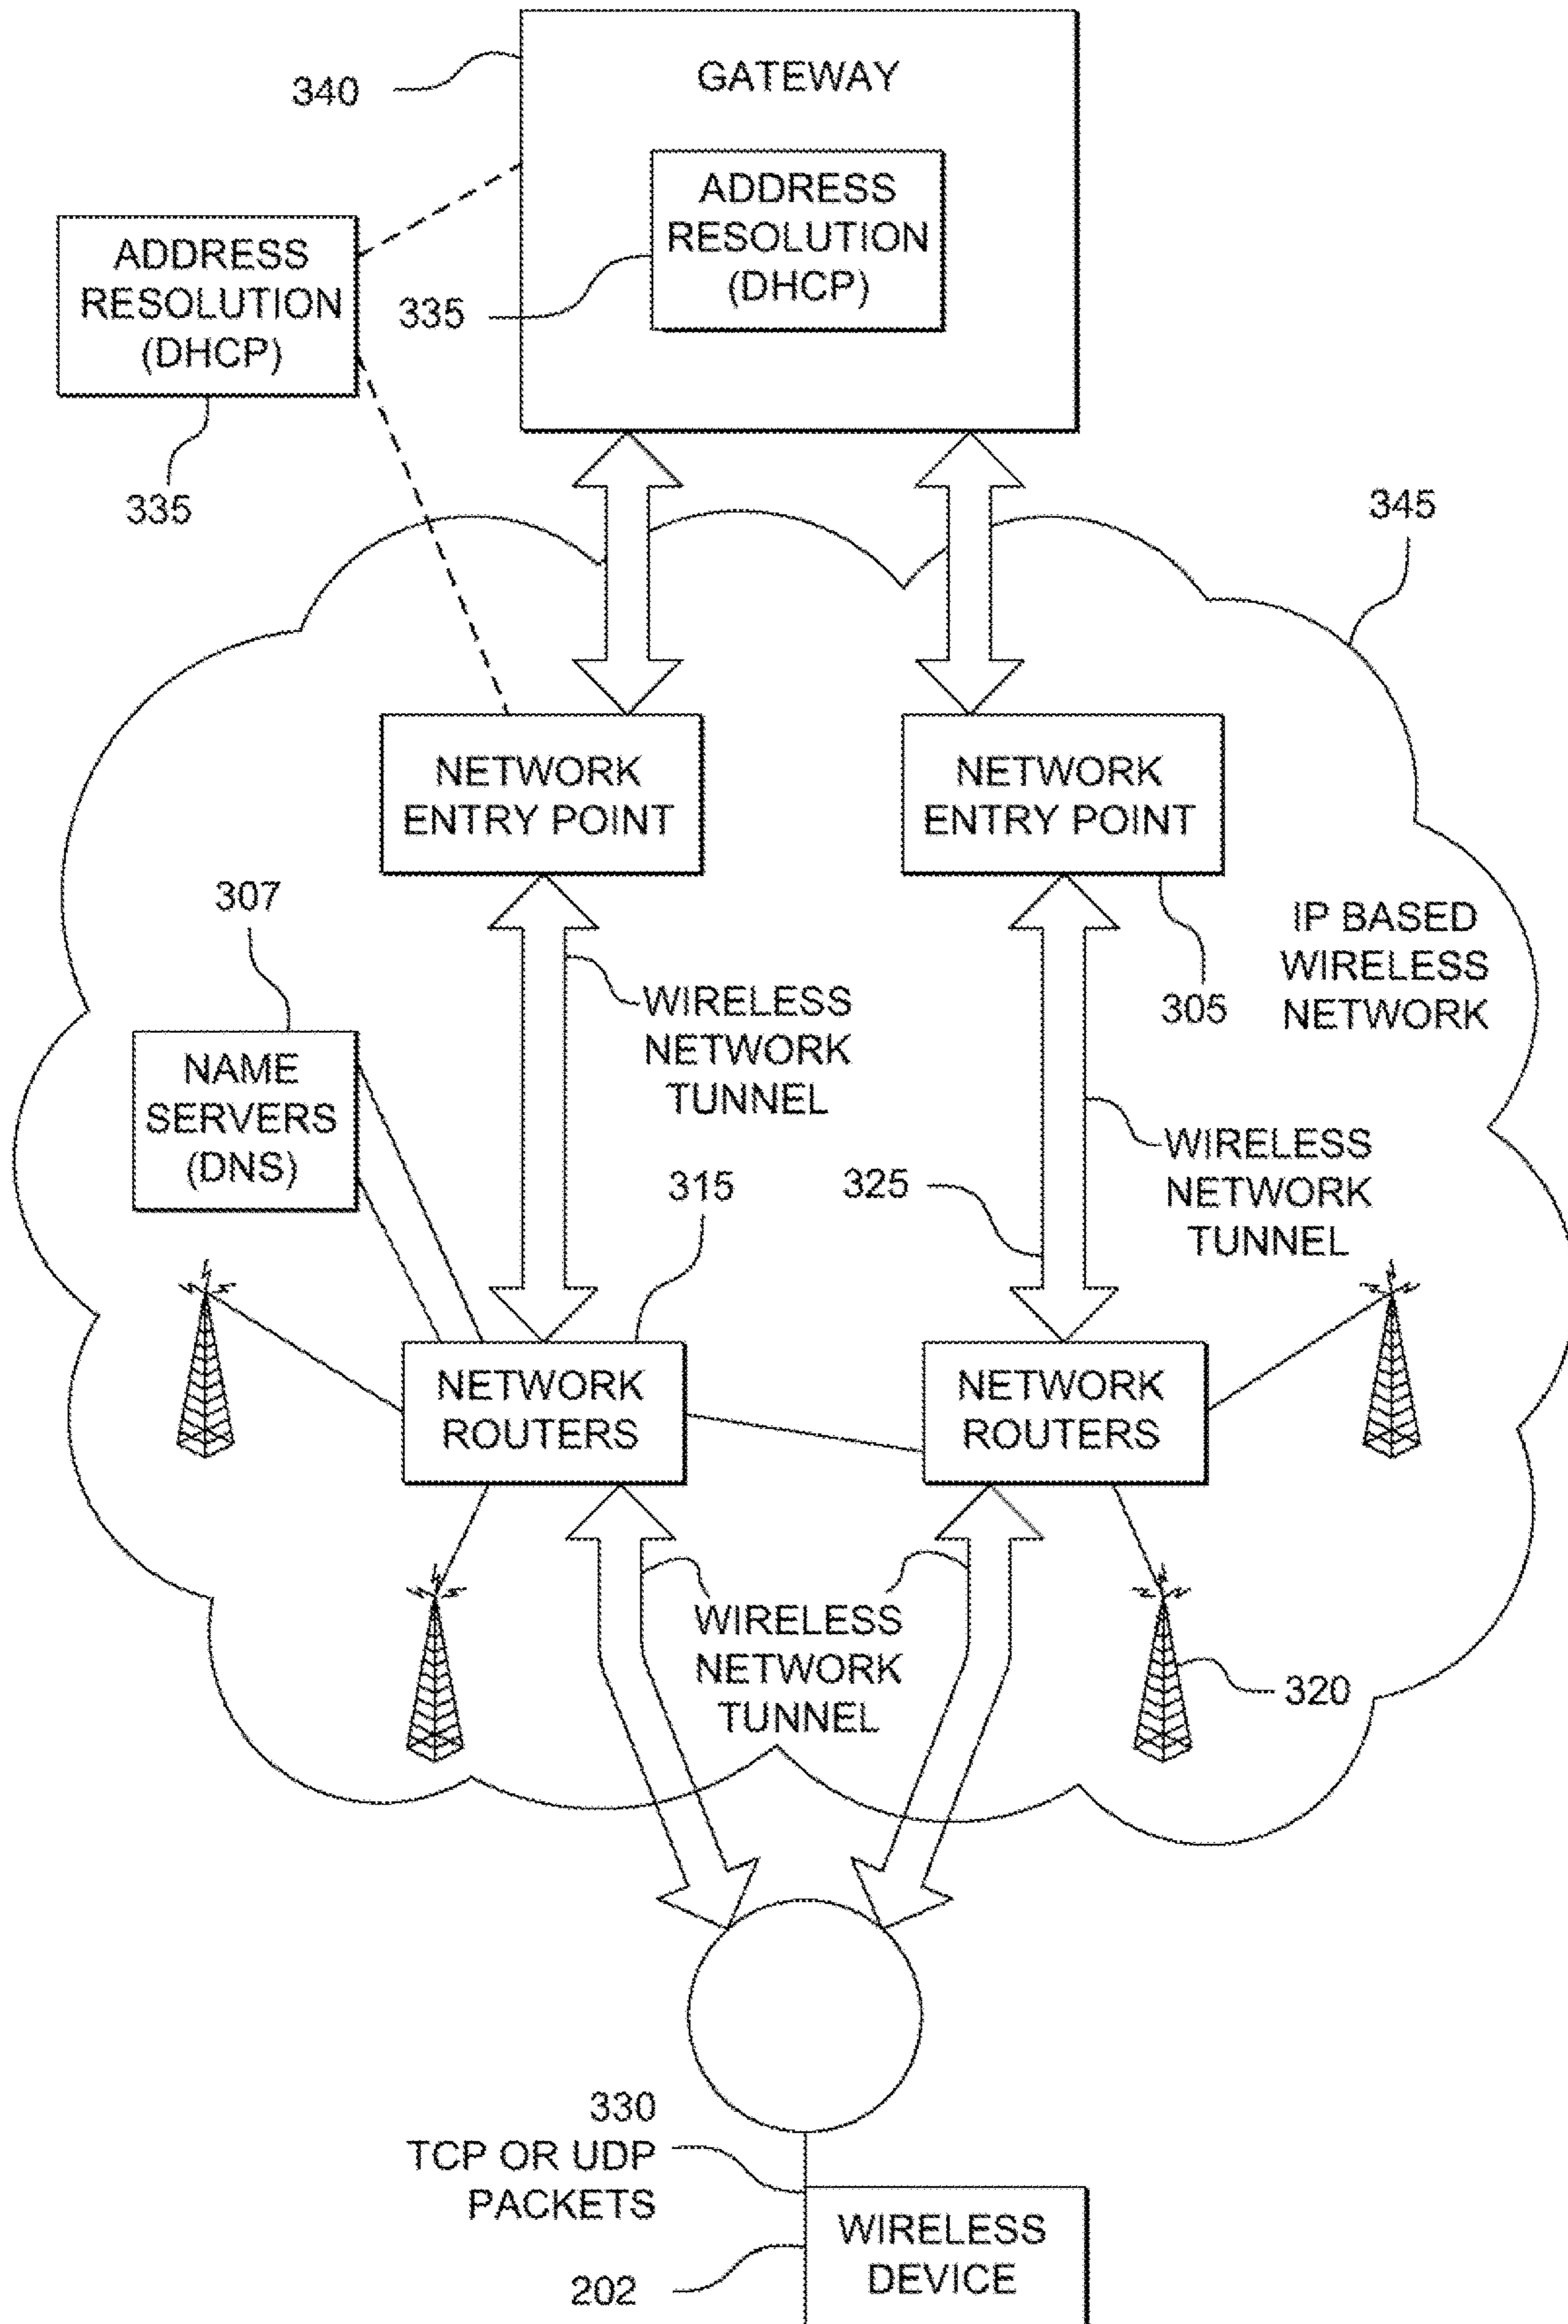 340
GATEWAY
ADDRESS
RESOLUTION
(DHCP)
335
ADDRESS
RESOLUTION
(DHCP)
335
345
NETWORK
ENTRY POINT
NETWORK
ENTRY POINT
305
IP BASED
WIRELESS
NETWORK
307
NAME
SERVERS
(DNS)
WIRELESS
NETWORK
TUNNEL
WIRELESS
NETWORK
TUNNEL
315
325
NETWORK
ROUTERS
NETWORK
ROUTERS
WIRELESS
NETWORK
TUNNEL
320
330
TCP OR UDP
PACKETS
202
WIRELESS
DEVICE